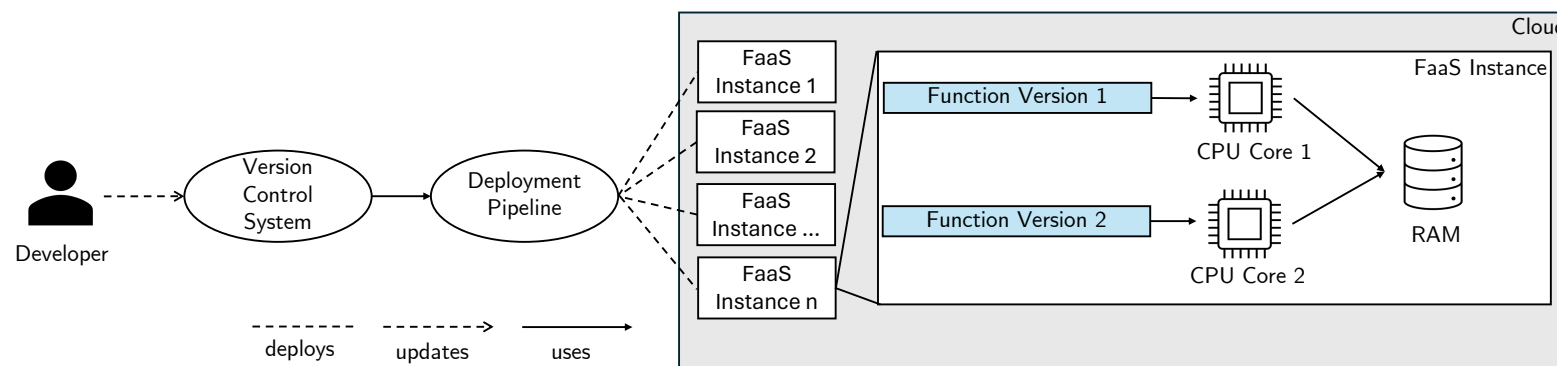 Cloud
FaaS
Instance 1
FaaS
Instance 2
FaaS
Instance ...
FaaS
Instance n
FaaS Instance
Function Version 1
CPU Core 1
Function Version 2
CPU Core 2
RAM
Developer
Version
Control
System
Deployment
Pipeline
deploys
updates
uses